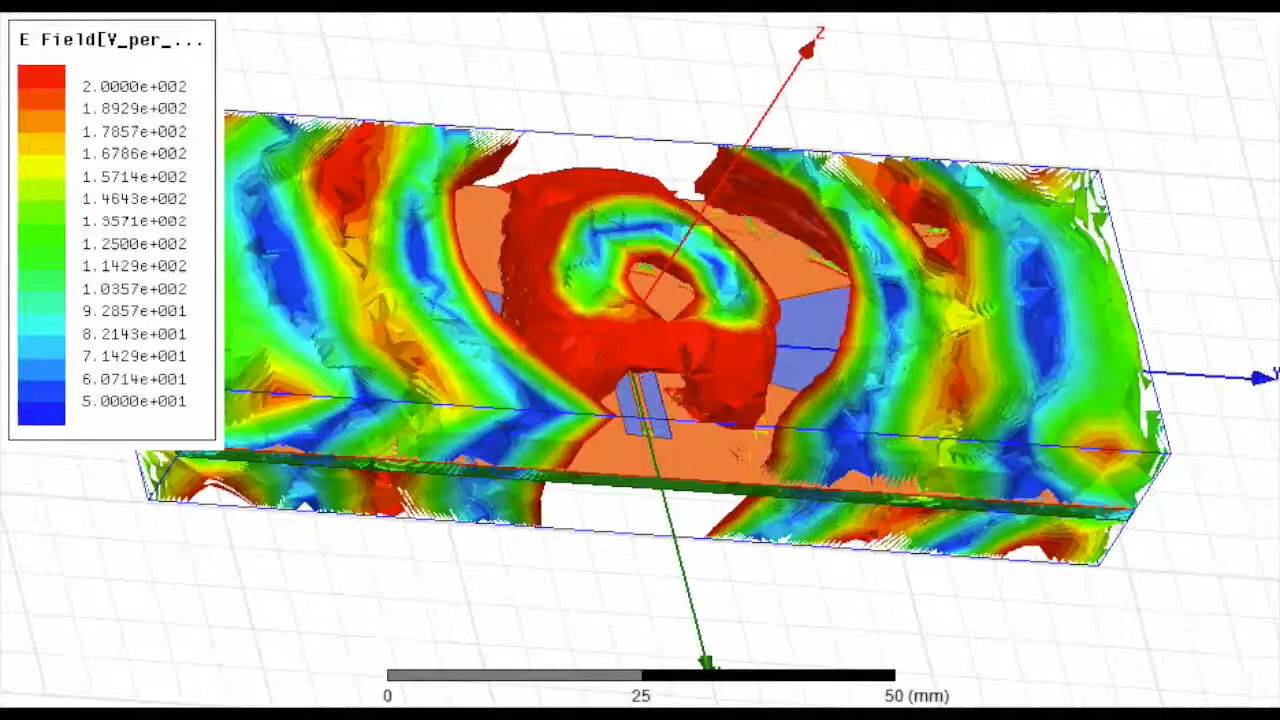 E Field[V_per_...
2.0000e+002
1.8929e+002
1.7857e+002
1.6786e+002
1.5714e+002
1.4643e+002
1.3571e+002
1.2500e+002
1.1429e+002
1.0357e+002
9.2857e+001
8.2143e+001
7.1429e+001
6.0714e+001
5.0000e+001
Z
0 25 50 (mm)